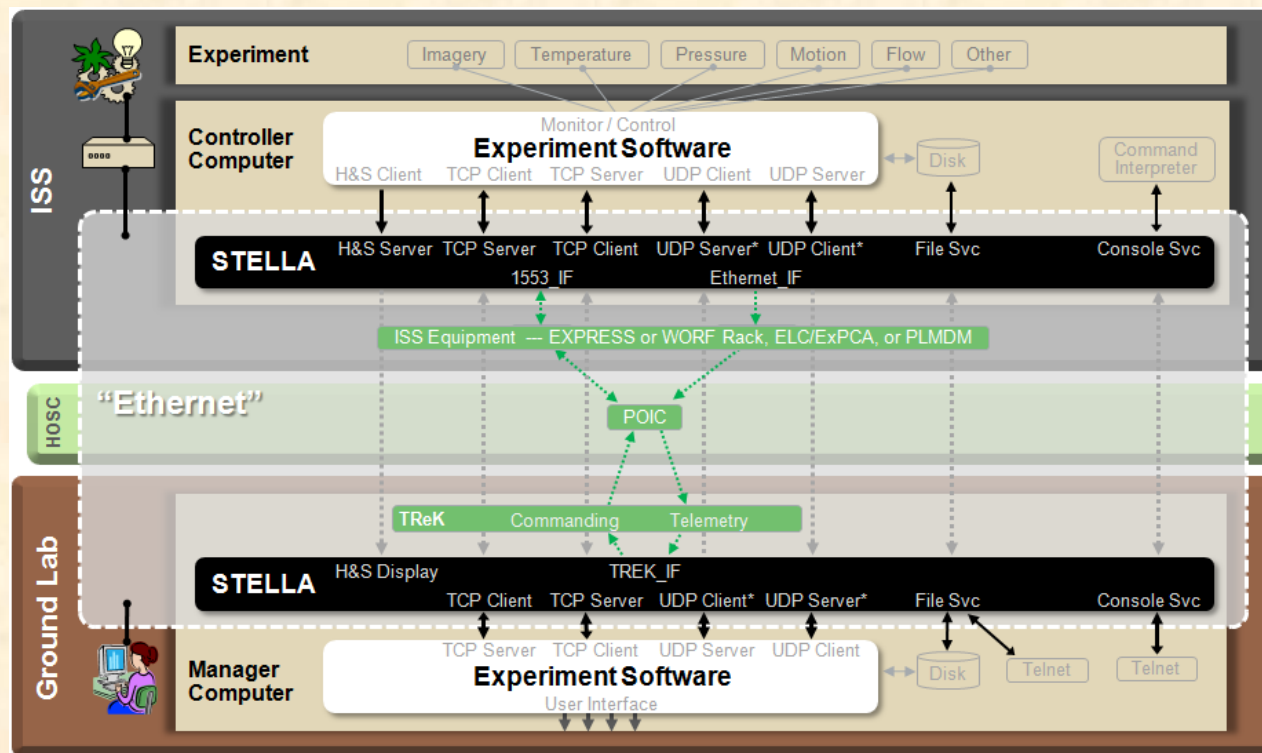 Experiment
Imagery Temperature Pressure Motion Flow Other
ISS
Controller
Computer
Monitor / Control
Experiment Software
H&S Client TCP Client TCP Server UDP Client UDP Server
Disk
Command
Interpreter
STELLA
H&S Server TCP Server TCP Client UDP Server* UDP Client* File Svc Console Svc
1553_IF Ethernet_IF
ISS Equipment --- EXPRESS or WORF Rack, ELC/ExPCA, or PLMDM
HOSC
“Ethernet”
POIC
Ground Lab
TReK Commanding Telemetry
STELLA
H&S Display TREK_IF
TCP Client TCP Server UDP Client* UDP Server* File Svc Console Svc
Manager
Computer
TCP Server TCP Client UDP Server UDP Client
Experiment Software
User Interface
Disk Telnet Telnet